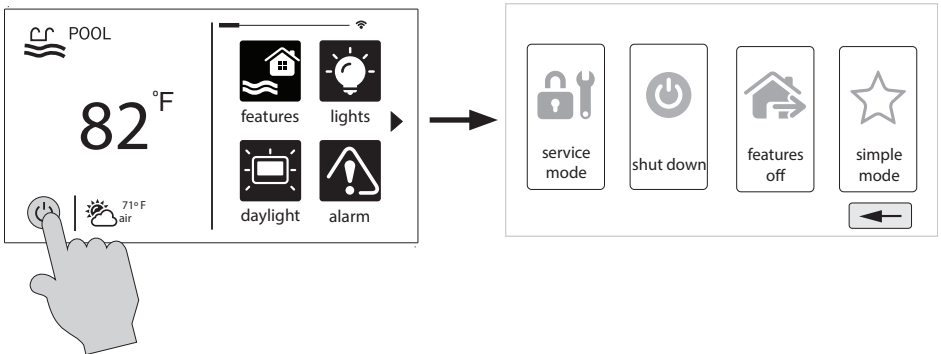 POOL
82°F
71° F
air
features
lights
daylight
alarm
service
mode
shut down
features
off
simple
mode